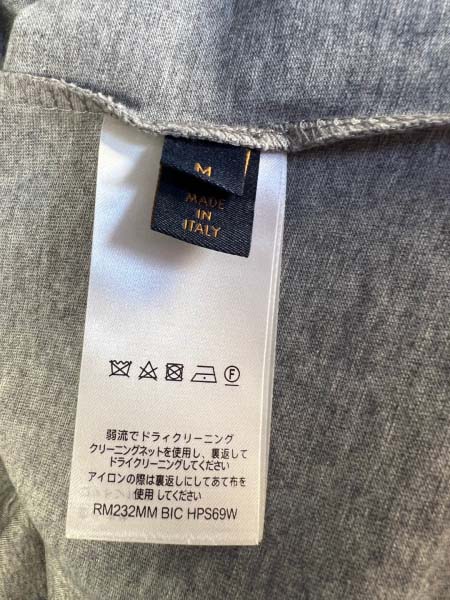 M
MADE
IN
ITALY
F
弱流でドライクリーニング
クリーニングネットを使用し、裏返して
ドライクリーニングしてください
アイロンの際は裏返しにしてあて布を
使用してください
RM232MM BIC HPS69W